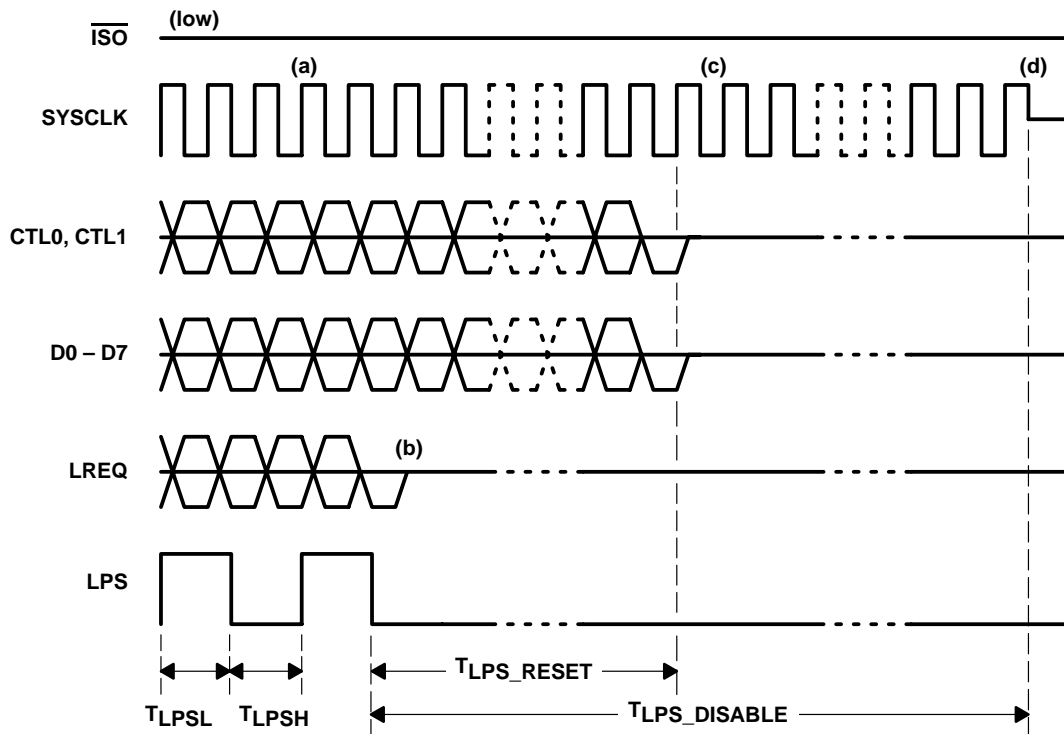 (low)
ISO
(a) (c) (d)
SYSCLK
CTL0, CTL1
D0 – D7
(b)
LREQ
LPS
TLPS_RESET
TLPSL TLPSH TLPS_DISABLE